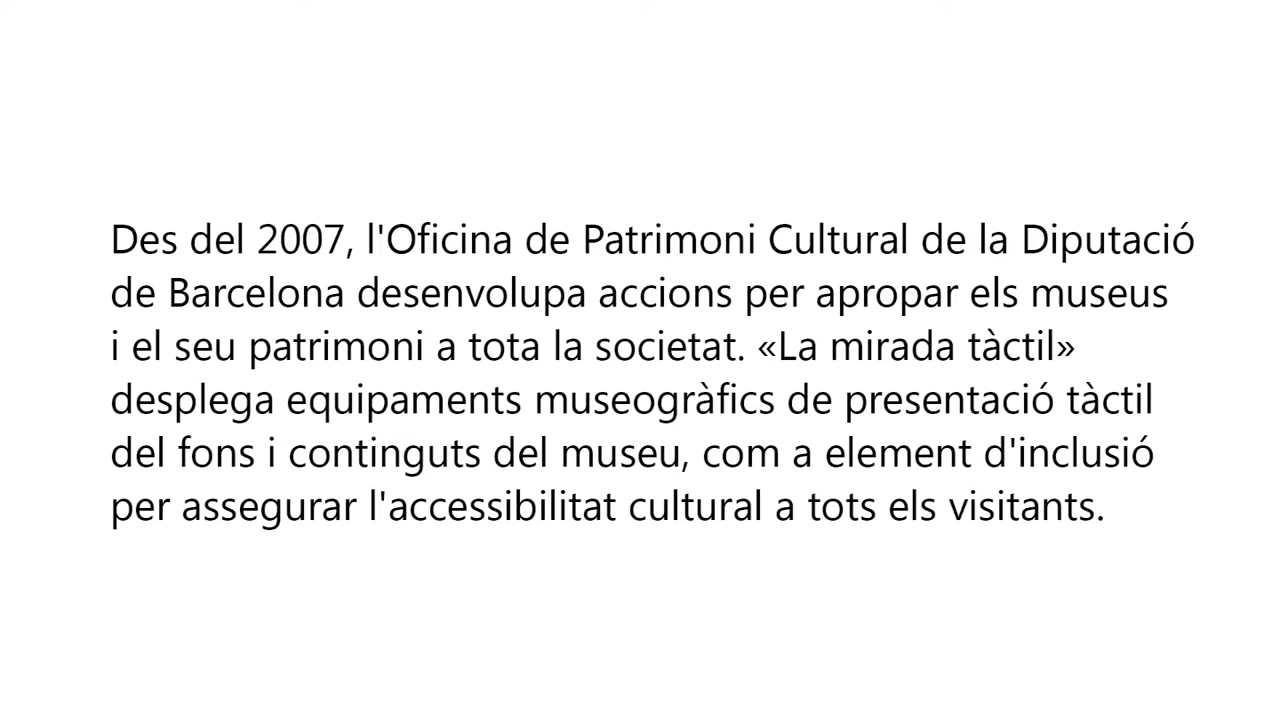 Des del 2007, l'Oficina de Patrimoni Cultural de la Diputació
de Barcelona desenvolupa accions per apropar els museus
i el seu patrimoni a tota la societat. «La mirada tàctil»
desplega equipaments museogràfics de presentació tàctil
del fons i continguts del museu, com a element d'inclusió
per assegurar l'accessibilitat cultural a tots els visitants.